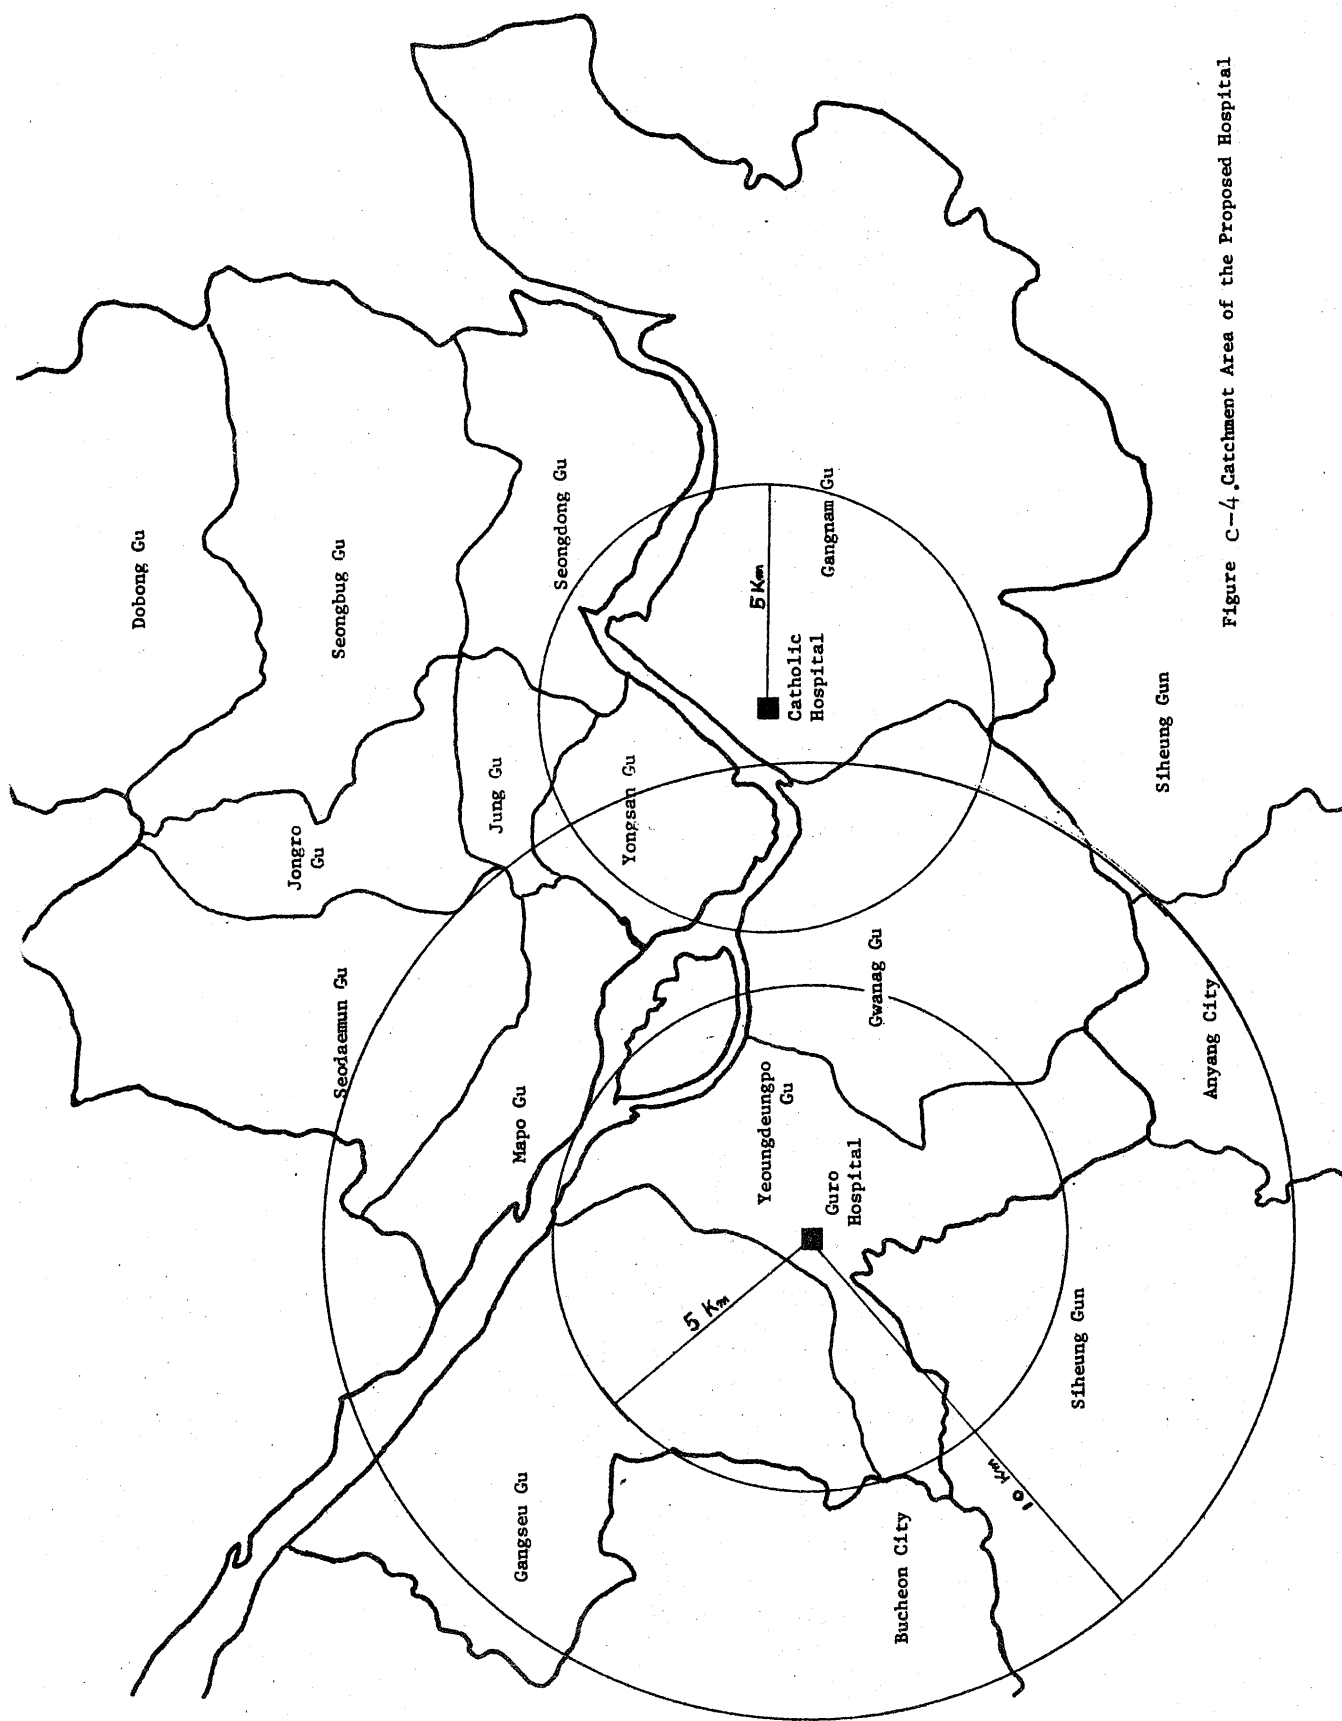 Dobong Gu
Seodaemun Gu
Jongro
Gu
Seongbug Gu
Gangseu Gu
Mapo Gu
Jung Gu
Seongdong Gu
Yongsan Gu
5 Km
5 Km
Yeoungdeungpo
Gu
Catholic
Hospital
Gangnam Gu
Guro
Hospital
Gwanag Gu
Bucheon City
10 Km
Siheung Gun
Siheung Gun
Anyang City
Figure C-4.Catchment Area of the Proposed Hospital